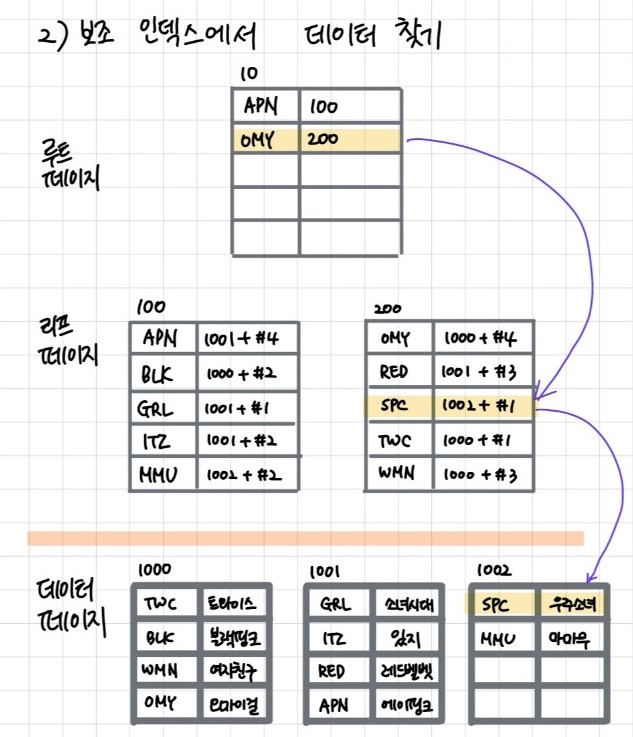 2) 보조 인덱스에서 데이터 찾기
10
APN 100
OMY 200
루트
페이지
100
APN 1001 + #4
BLK 1000 + #2
GRL 1001 + #1
ITZ 1001 + #2
MMU 1002 + #2
200
OMY 1000 + #4
RED 1001 + #3
SPC 1002 + #1
TWC 1000 + #1
WMN 1000 + #3
리프
페이지
데이터
페이지
1000
TWC 트와이스
BLK 블랙핑크
WMN 여자친구
OMY 오마이걸
1001
GRL 소녀시대
ITZ 있지
RED 레드벨벳
APN 에이핑크
1002
SPC 우주소녀
MMU 마마무